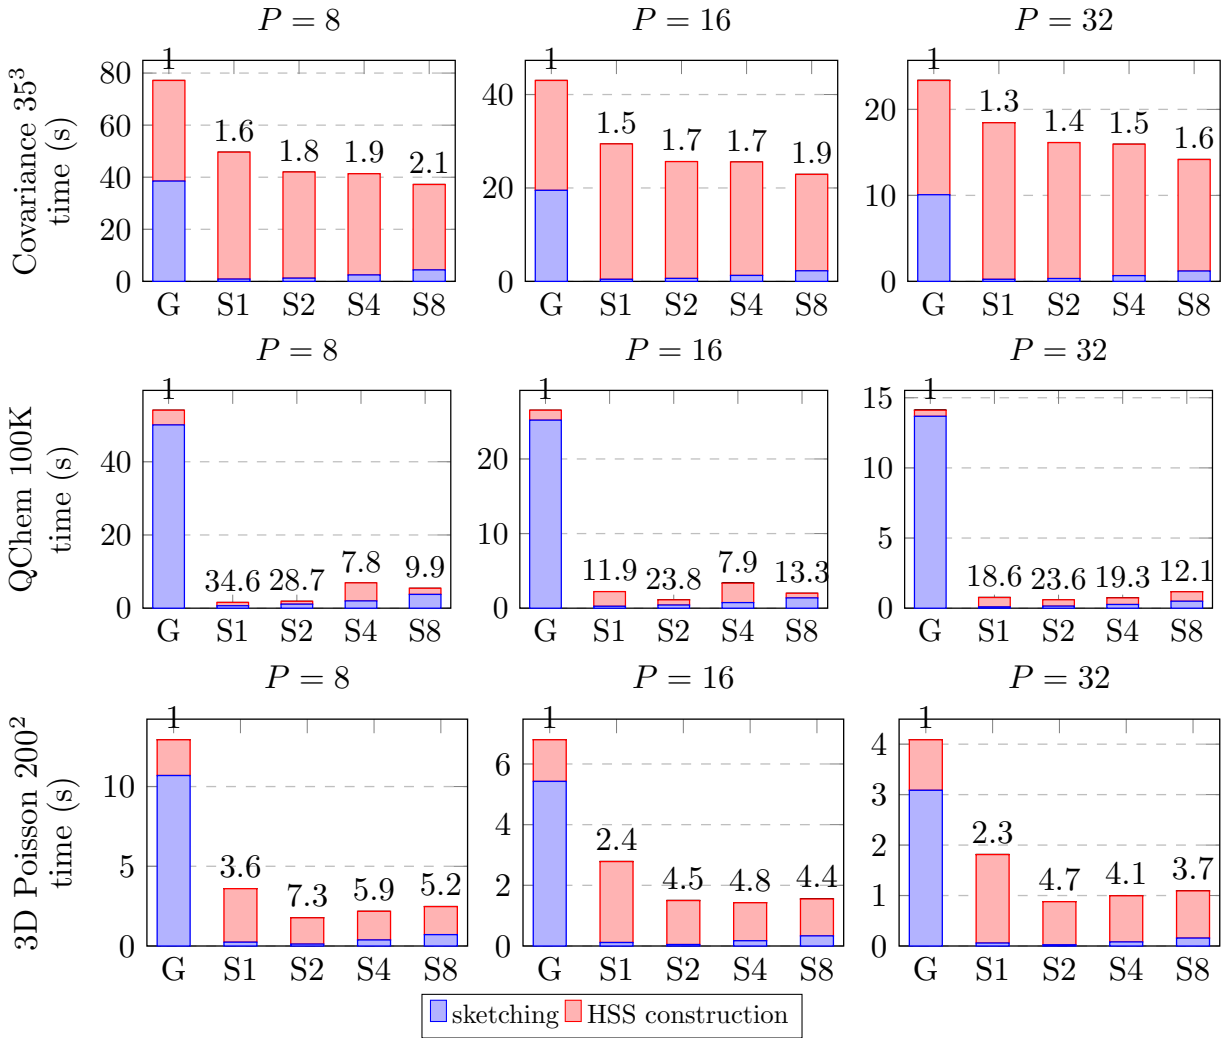 P = 8 P = 16 P = 32
Covariance 35³
time (s)
80
60
40
20
0
1 1.6 1.8 1.9 2.1
G S1 S2 S4 S8
40
20
0
1 1.5 1.7 1.7 1.9
G S1 S2 S4 S8
20
10
0
1 1.3 1.4 1.5 1.6
G S1 S2 S4 S8
P = 8 P = 16 P = 32
QChem 100K
time (s)
40
20
0
1 34.6 28.7 7.8 9.9
G S1 S2 S4 S8
20
10
0
1 11.9 23.8 7.9 13.3
G S1 S2 S4 S8
15
10
5
0
1 18.6 23.6 19.3 12.1
G S1 S2 S4 S8
P = 8 P = 16 P = 32
3D Poisson 200²
time (s)
10
5
0
1 3.6 7.3 5.9 5.2
G S1 S2 S4 S8
6
4
2
0
1 2.4 4.5 4.8 4.4
G S1 S2 S4 S8
4
3
2
1
0
1 2.3 4.7 4.1 3.7
G S1 S2 S4 S8
sketching HSS construction